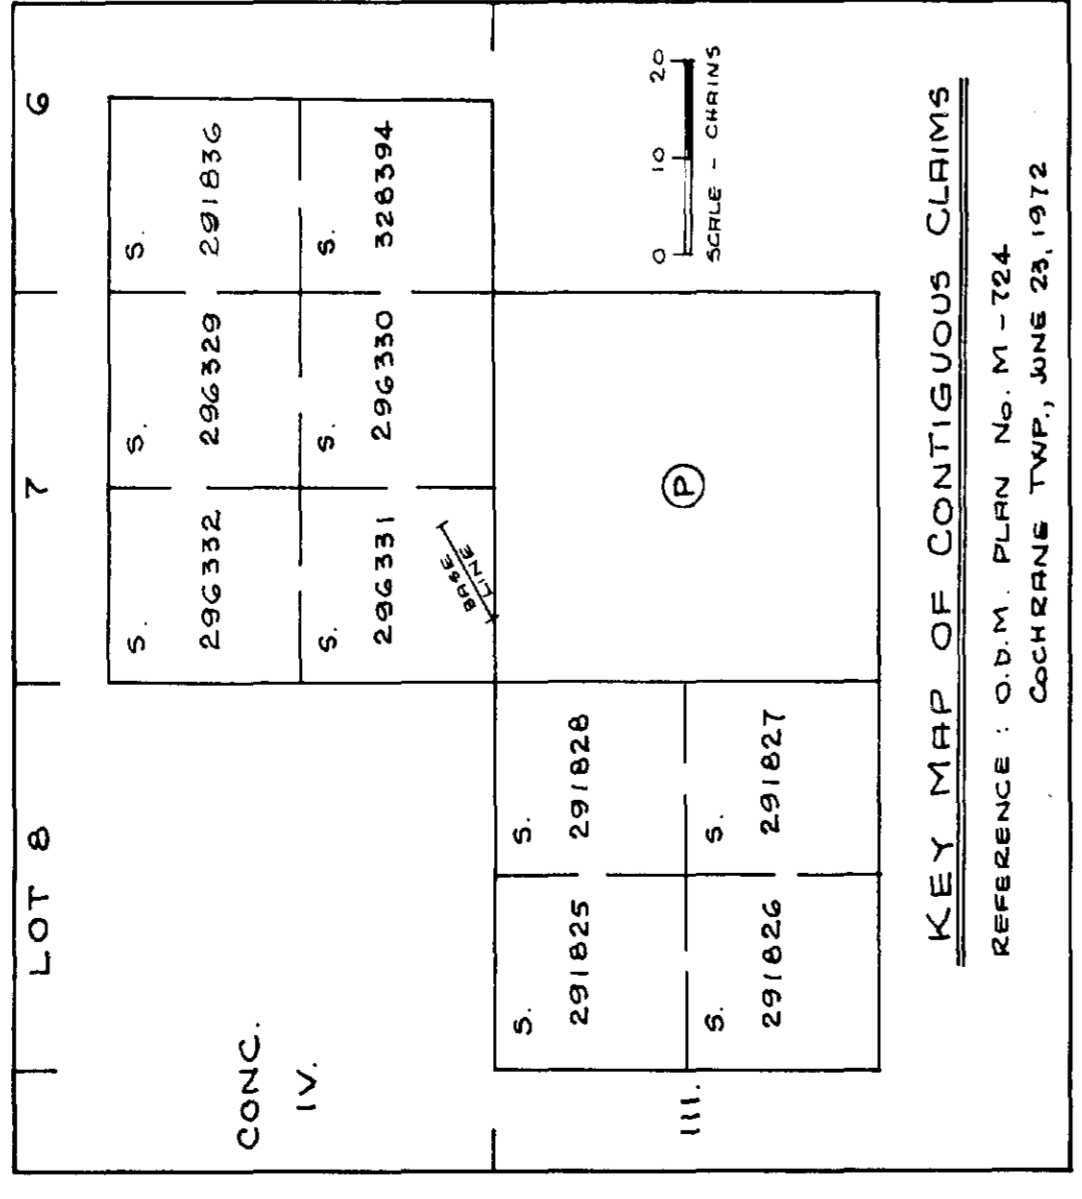 LOT 8 7 6
CONC.
IV.
S. S. S.
296332 296329 291836
S. S. S.
296331 296330 328394
BASE
LINE
S. S.
291825 291828
III.
S. S.
291826 291827
P
0 10 20
SCALE - CHAINS
KEY MAP OF CONTIGUOUS CLAIMS
REFERENCE : O.D.M. PLAN No. M-724
COCHRANE TWP., JUNE 23, 1972